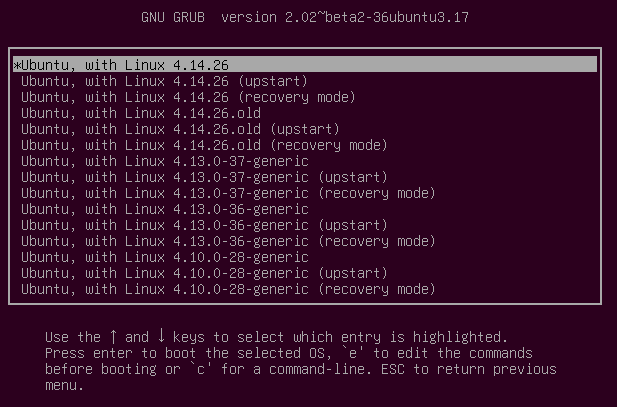 GNU GRUB  version 2.02~beta2-36ubuntu3.17
*Ubuntu, with Linux 4.14.26
Ubuntu, with Linux 4.14.26 (upstart)
Ubuntu, with Linux 4.14.26 (recovery mode)
Ubuntu, with Linux 4.14.26.old
Ubuntu, with Linux 4.14.26.old (upstart)
Ubuntu, with Linux 4.14.26.old (recovery mode)
Ubuntu, with Linux 4.13.0-37-generic
Ubuntu, with Linux 4.13.0-37-generic (upstart)
Ubuntu, with Linux 4.13.0-37-generic (recovery mode)
Ubuntu, with Linux 4.13.0-36-generic
Ubuntu, with Linux 4.13.0-36-generic (upstart)
Ubuntu, with Linux 4.13.0-36-generic (recovery mode)
Ubuntu, with Linux 4.10.0-28-generic
Ubuntu, with Linux 4.10.0-28-generic (upstart)
Ubuntu, with Linux 4.10.0-28-generic (recovery mode)
Use the ↑ and ↓ keys to select which entry is highlighted.
Press enter to boot the selected OS, `e' to edit the commands
before booting or `c' for a command-line. ESC to return previous
menu.